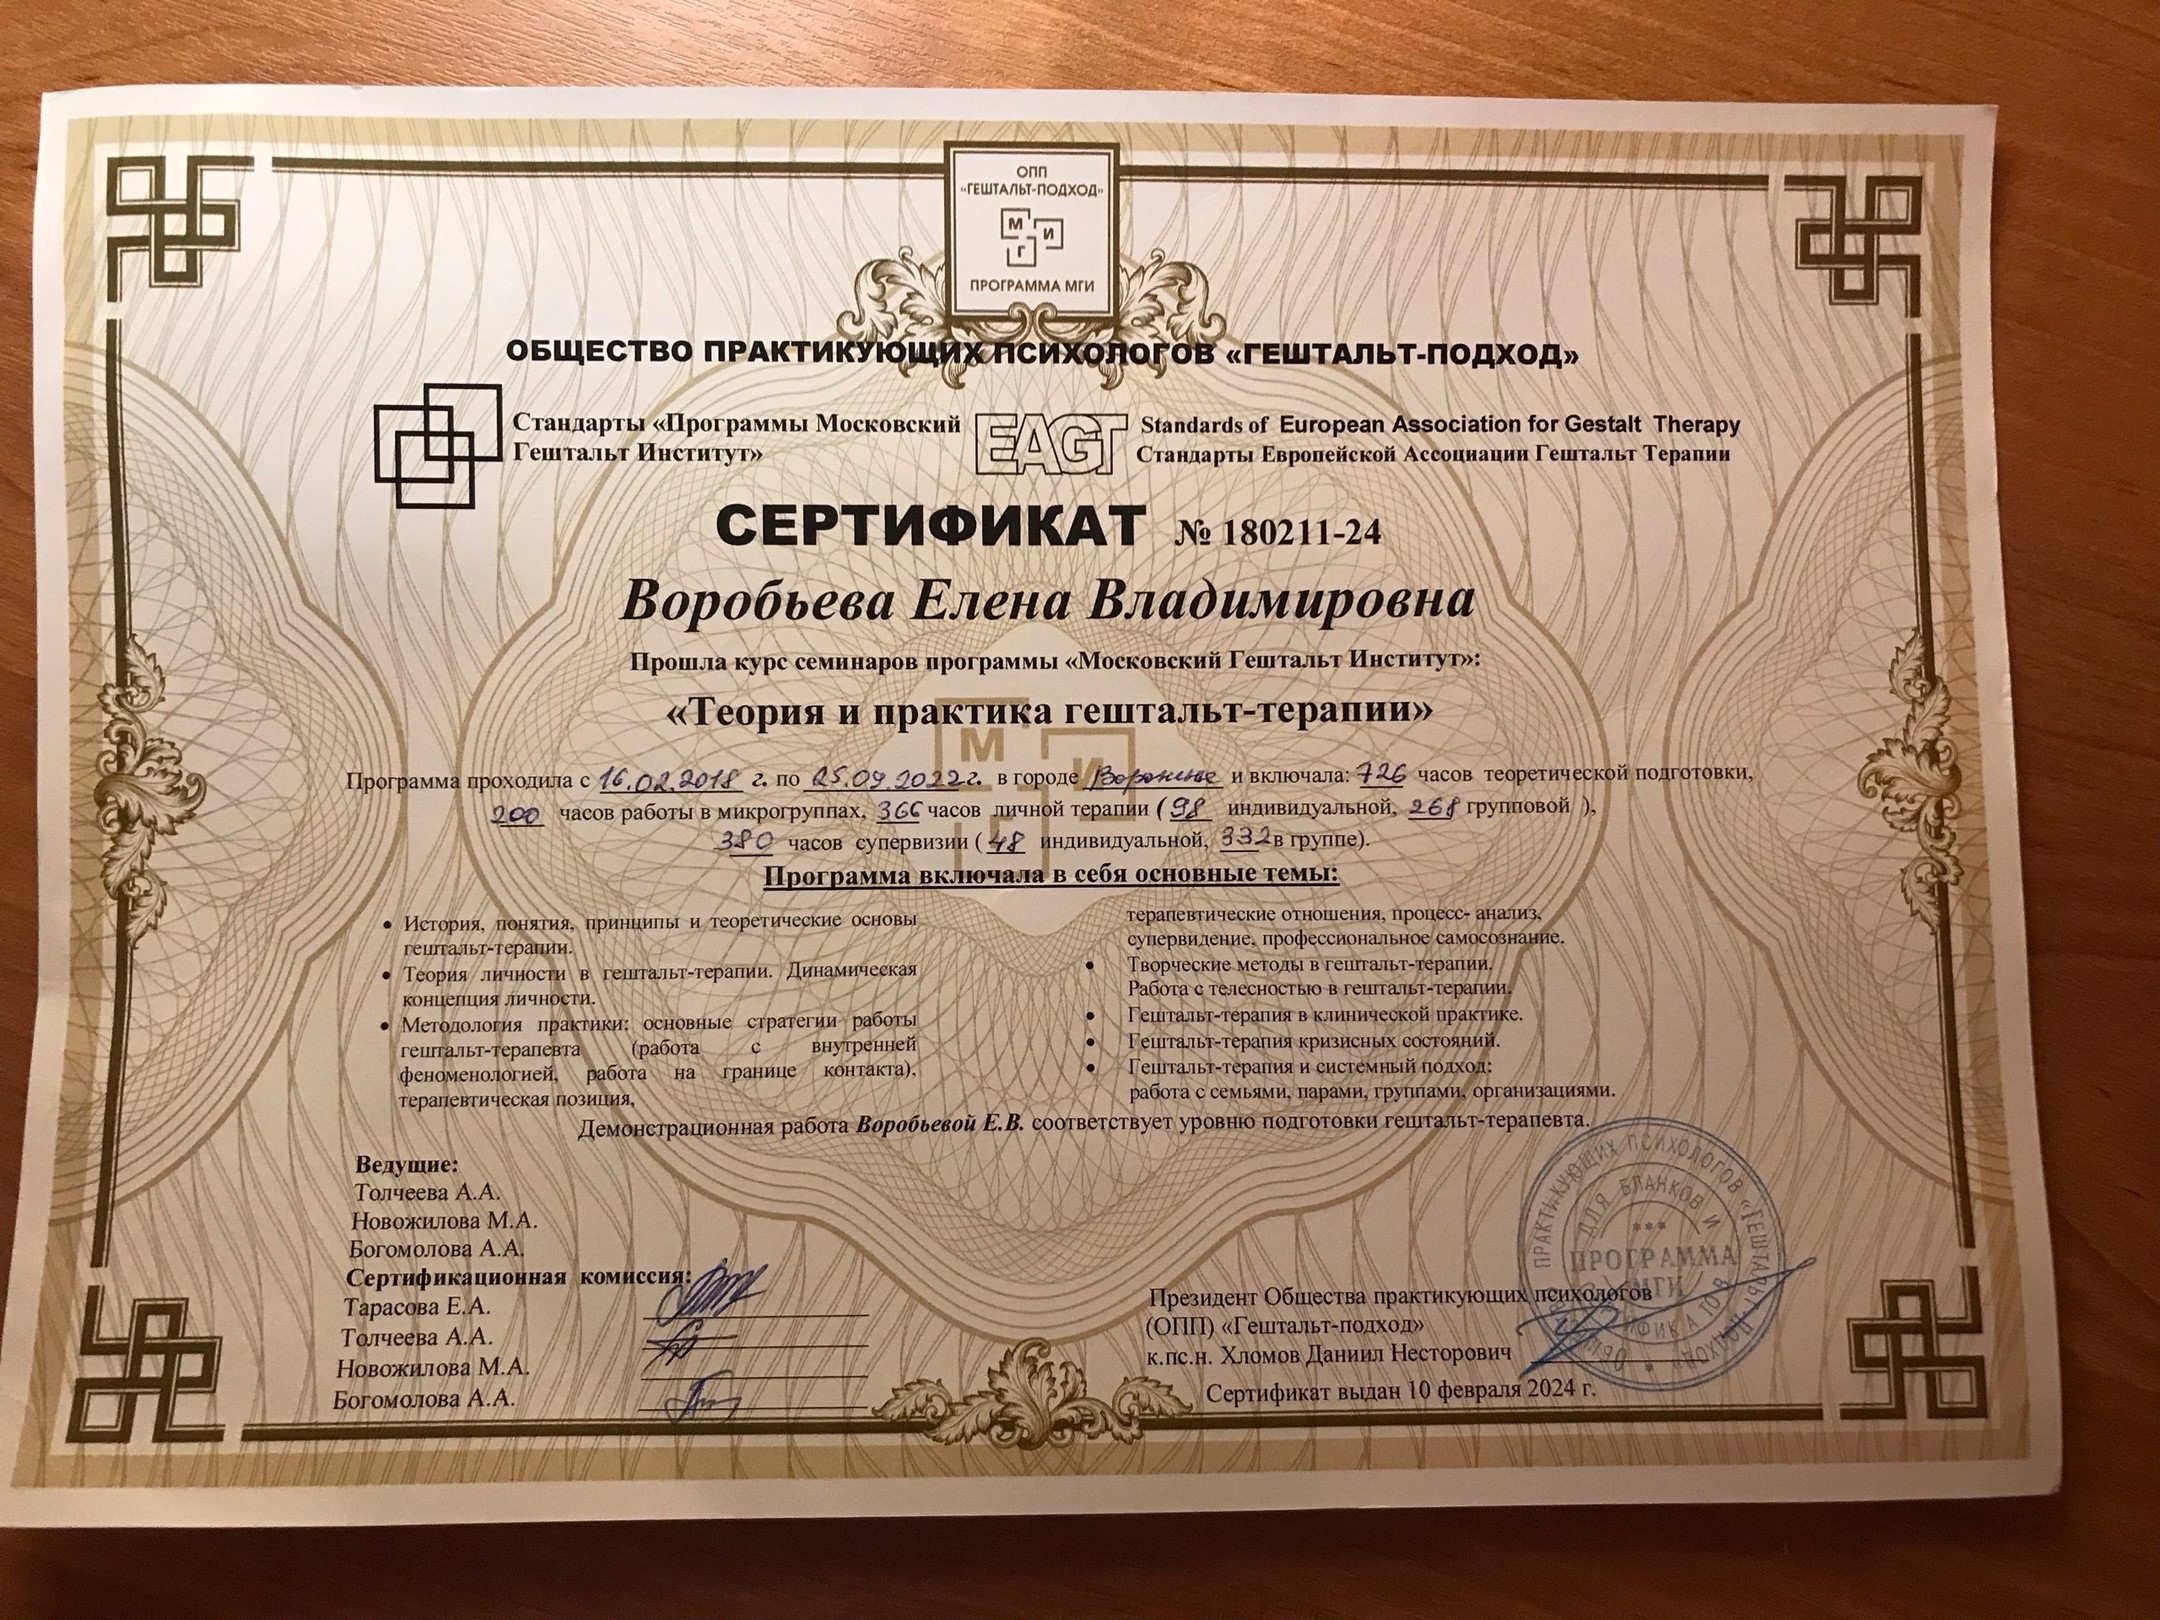 ОПП
«ГЕШТАЛЬТ-ПОДХОД»
М
И
Г
ПРОГРАММА МГИ
ОБЩЕСТВО ПРАКТИКУЮЩИХ ПСИХОЛОГОВ «ГЕШТАЛЬТ-ПОДХОД»
Стандарты «Программы Московский
Гештальт Институт»
EAGT
Standards of European Association for Gestalt Therapy
Стандарты Европейской Ассоциации Гештальт Терапии
СЕРТИФИКАТ № 180211-24
Воробьева Елена Владимировна
Прошла курс семинаров программы «Московский Гештальт Институт»:
«Теория и практика гештальт-терапии»
М
И
Г
Программа проходила с 16.02.2018 г. по 25.09.2022г. в городе Воронеже и включала: 726 часов теоретической подготовки,
200 часов работы в микрогруппах, 366 часов личной терапии ( 98 индивидуальной, 268 групповой ),
380 часов супервизии ( 48 индивидуальной, 332 в группе).
Программа включала в себя основные темы:
• История, понятия, принципы и теоретические основы
гештальт-терапии.
• Теория личности в гештальт-терапии. Динамическая
концепция личности.
• Методология практики: основные стратегии работы
гештальт-терапевта (работа с внутренней
феноменологией, работа на границе контакта),
терапевтическая позиция,
терапевтические отношения, процесс- анализ,
супервидение, профессиональное самосознание.
• Творческие методы в гештальт-терапии.
Работа с телесностью в гештальт-терапии.
• Гештальт-терапия в клинической практике.
• Гештальт-терапия кризисных состояний.
• Гештальт-терапия и системный подход:
работа с семьями, парами, группами, организациями.
Демонстрационная работа Воробьевой Е.В. соответствует уровню подготовки гештальт-терапевта.
Ведущие:
Толчеева А.А.
Новожилова М.А.
Богомолова А.А.
Сертификационная комиссия:
Тарасова Е.А.
Толчеева А.А.
Новожилова М.А.
Богомолова А.А.
Президент Общества практикующих психологов
(ОПП) «Гештальт-подход»
к.пс.н. Хломов Даниил Несторович
Сертификат выдан 10 февраля 2024 г.
ПРАКТИКУЮЩИХ ПСИХОЛОГОВ «ГЕШТАЛЬТ-ПОДХОД»
ДЛЯ БЛАНКОВ И
ПРОГРАММА
МГИ